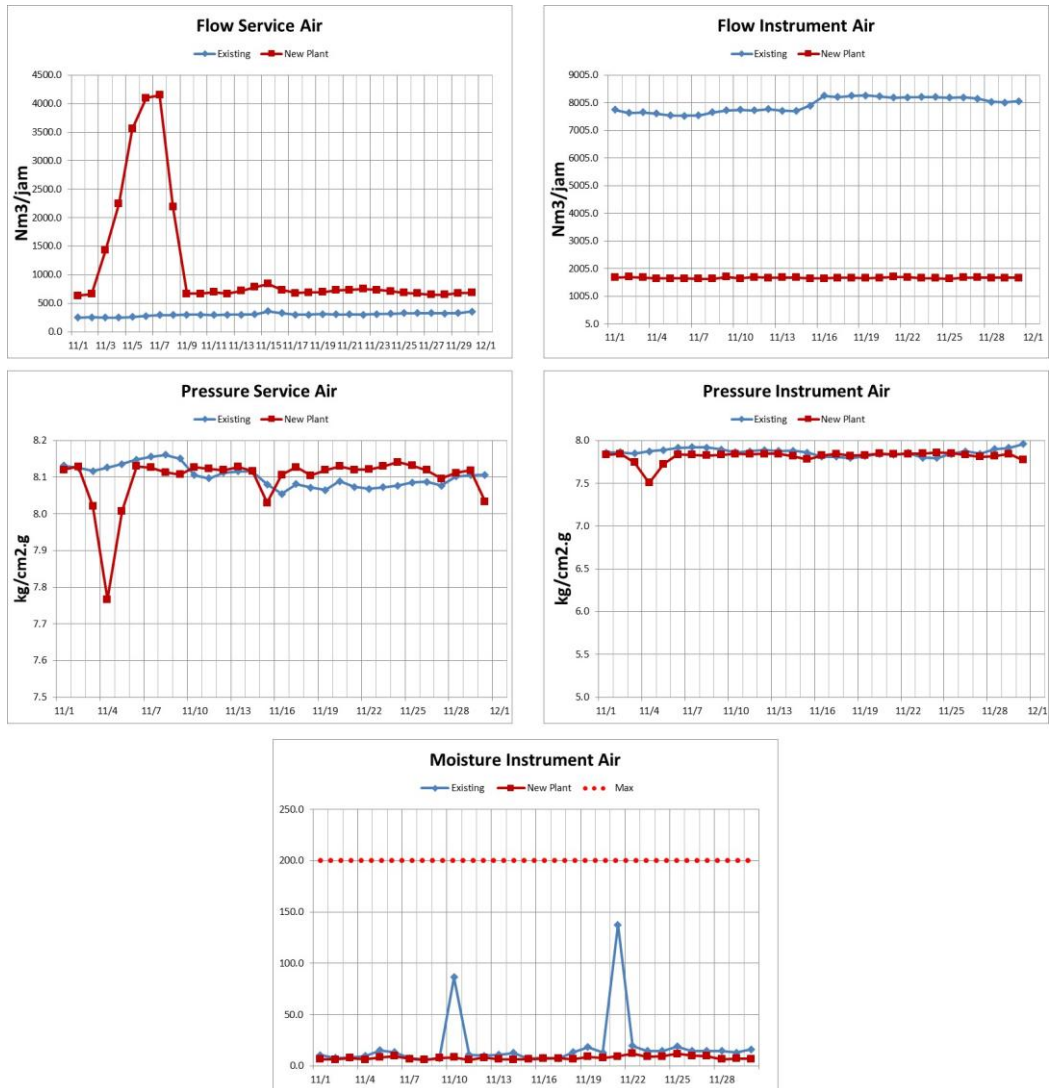 Flow Service Air
Existing New Plant
Nm3/jam
4500.0
4000.0
3500.0
3000.0
2500.0
2000.0
1500.0
1000.0
500.0
0.0
11/1 11/3 11/5 11/7 11/9 11/11 11/13 11/15 11/17 11/19 11/21 11/23 11/25 11/27 11/29 12/1
Flow Instrument Air
Existing New Plant
Nm3/jam
9005.0
8005.0
7005.0
6005.0
5005.0
4005.0
3005.0
2005.0
1005.0
5.0
11/1 11/4 11/7 11/10 11/13 11/16 11/19 11/22 11/25 11/28 12/1
Pressure Service Air
Existing New Plant
kg/cm2.g
8.2
8.1
8.0
7.9
7.8
7.7
7.6
7.5
11/1 11/4 11/7 11/10 11/13 11/16 11/19 11/22 11/25 11/28 12/1
Pressure Instrument Air
Existing New Plant
kg/cm2.g
8.0
7.5
7.0
6.5
6.0
5.5
5.0
11/1 11/4 11/7 11/10 11/13 11/16 11/19 11/22 11/25 11/28 12/1
Moisture Instrument Air
Existing New Plant Max
250.0
200.0
150.0
100.0
50.0
0.0
11/1 11/4 11/7 11/10 11/13 11/16 11/19 11/22 11/25 11/28